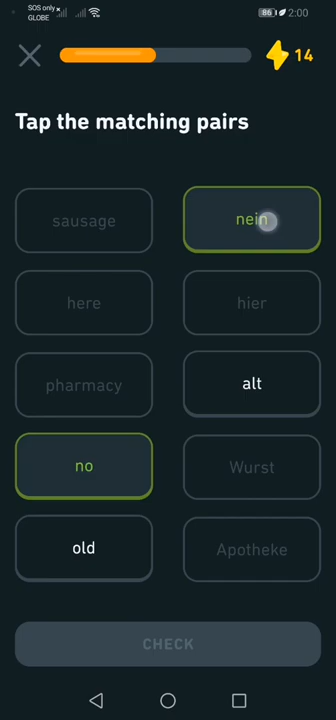 SOS only
GLOBE
86
2:00
14
Tap the matching pairs
sausage
nein
here
hier
pharmacy
alt
no
Wurst
old
Apotheke
CHECK